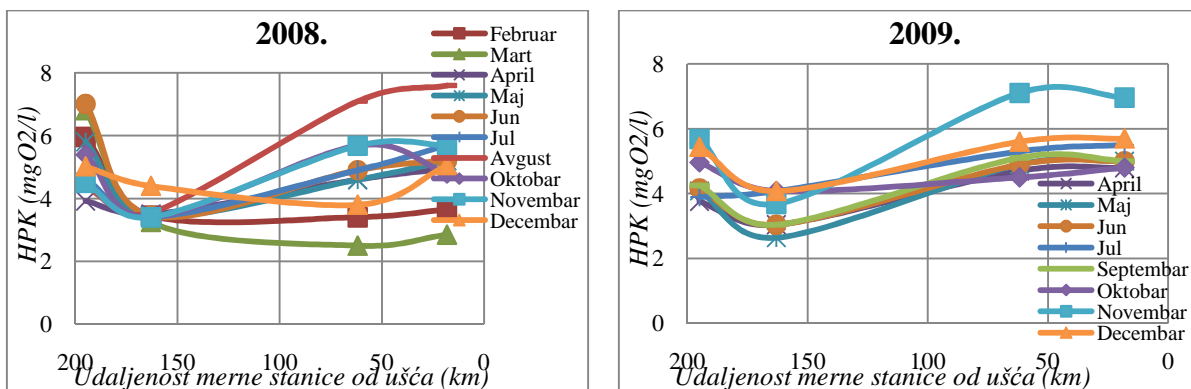 2008.
HPK (mgO2/l)
8
6
4
2
0
200
150
100
50
0
Udaljenost merne stanice od ušća (km)
Februar
Mart
April
Maj
Jun
Jul
Avgust
Oktobar
Novembar
Decembar
2009.
HPK (mgO2/l)
8
6
4
2
0
200
150
100
50
0
Udaljenost merne stanice od ušća (km)
April
Maj
Jun
Jul
Septembar
Oktobar
Novembar
Decembar